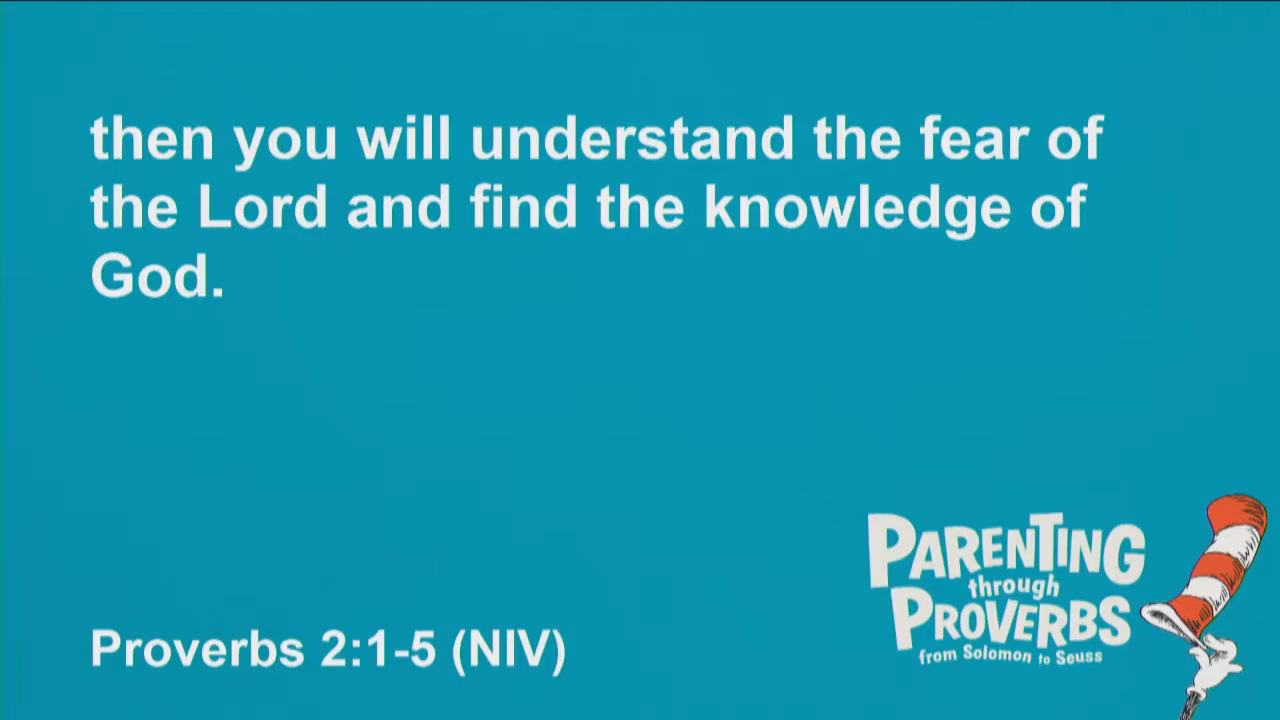 then you will understand the fear of
the Lord and find the knowledge of
God.
PARENTING
through
PROVERBS
from Solomon to Seuss
Proverbs 2:1-5 (NIV)